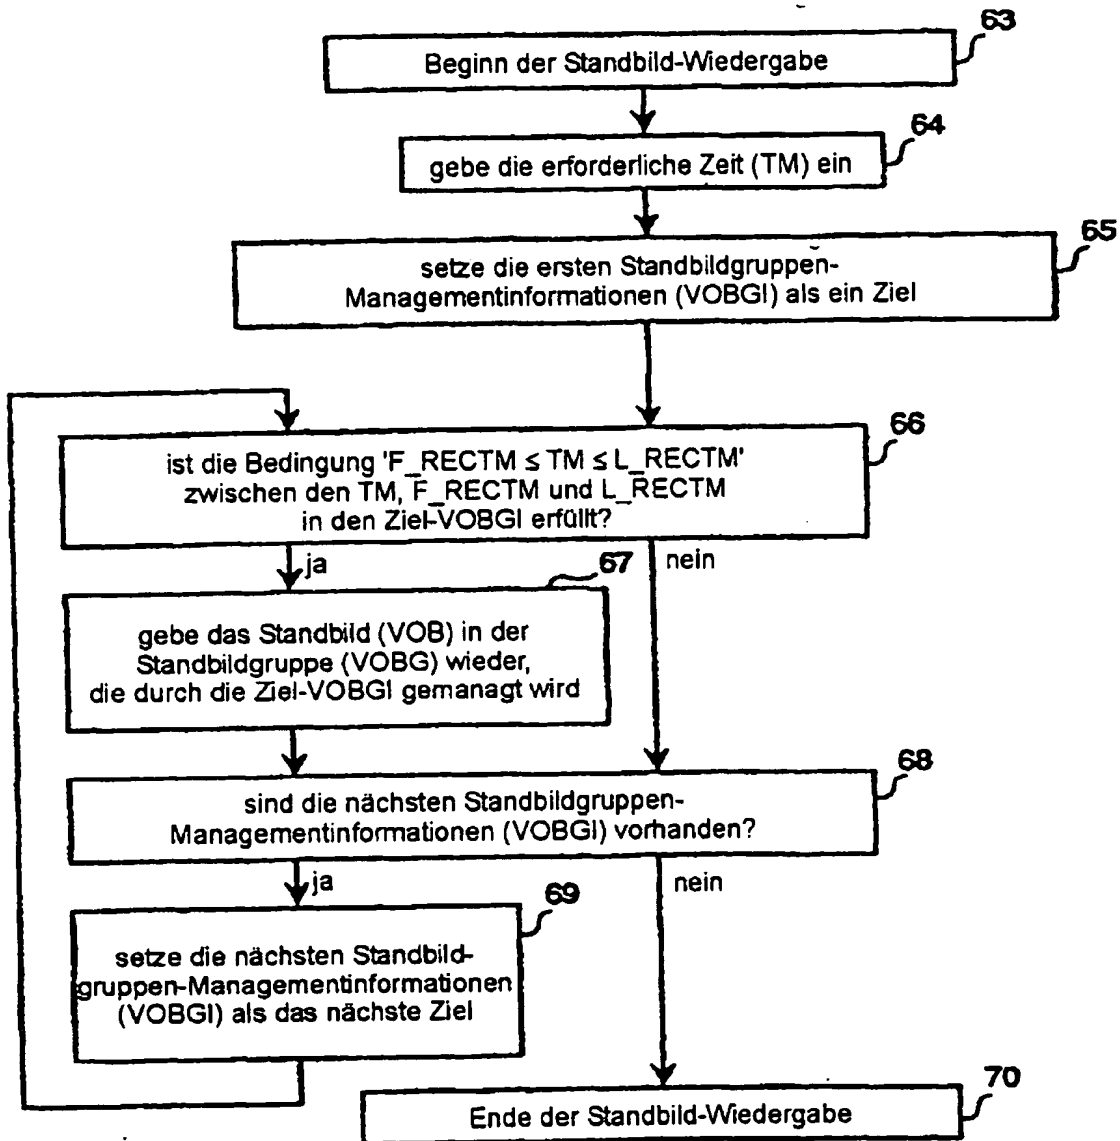 63
Beginn der Standbild-Wiedergabe
64
gebe die erforderliche Zeit (TM) ein
65
setze die ersten Standbildgruppen-
Managementinformationen (VOBGI) als ein Ziel
66
ist die Bedingung 'F_RECTM ≤ TM ≤ L_RECTM'
zwischen den TM, F_RECTM und L_RECTM
in den Ziel-VOBGI erfüllt?
ja
nein
67
gebe das Standbild (VOB) in der
Standbildgruppe (VOBG) wieder,
die durch die Ziel-VOBGI gemanagt wird
68
sind die nächsten Standbildgruppen-
Managementinformationen (VOBGI) vorhanden?
ja
nein
69
setze die nächsten Standbild-
gruppen-Managementinformationen
(VOBGI) als das nächste Ziel
70
Ende der Standbild-Wiedergabe